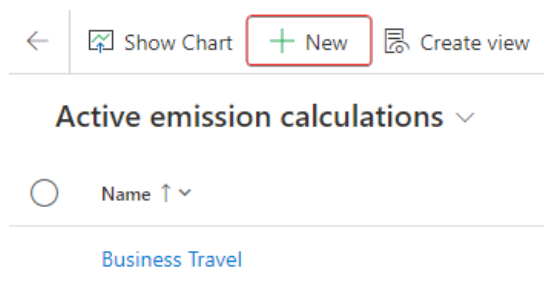 Show Chart New Create view
Active emission calculations
Name
Business Travel